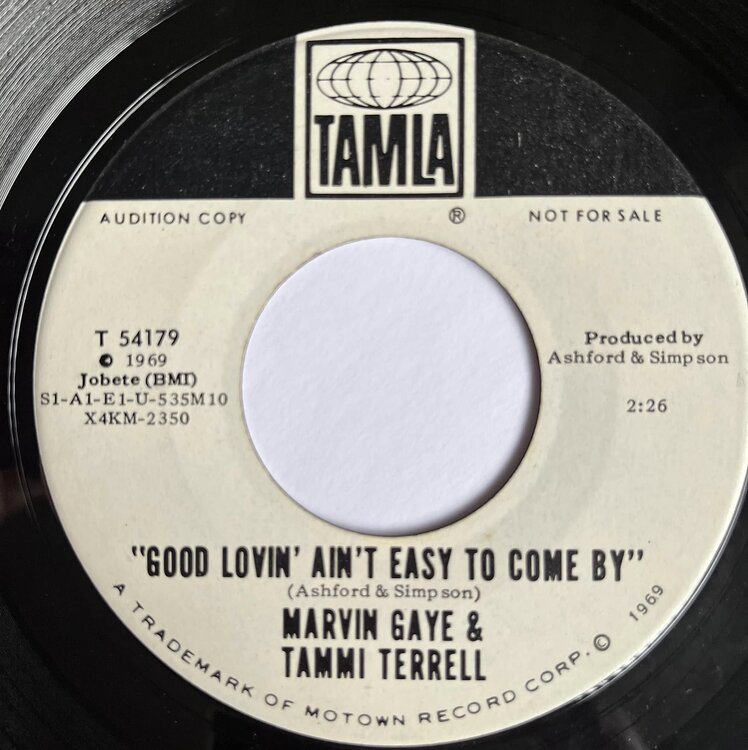 TAMLA
AUDITION COPY
®
NOT FOR SALE
T 54179
℗ 1969
Jobete (BMI)
S1-A1-E1-U-535M10
X4KM-2350
Produced by
Ashford & Simpson
2:26
"GOOD LOVIN' AIN'T EASY TO COME BY"
(Ashford & Simpson)
MARVIN GAYE &
TAMMI TERRELL
A TRADEMARK OF MOTOWN RECORD CORP. © 1969